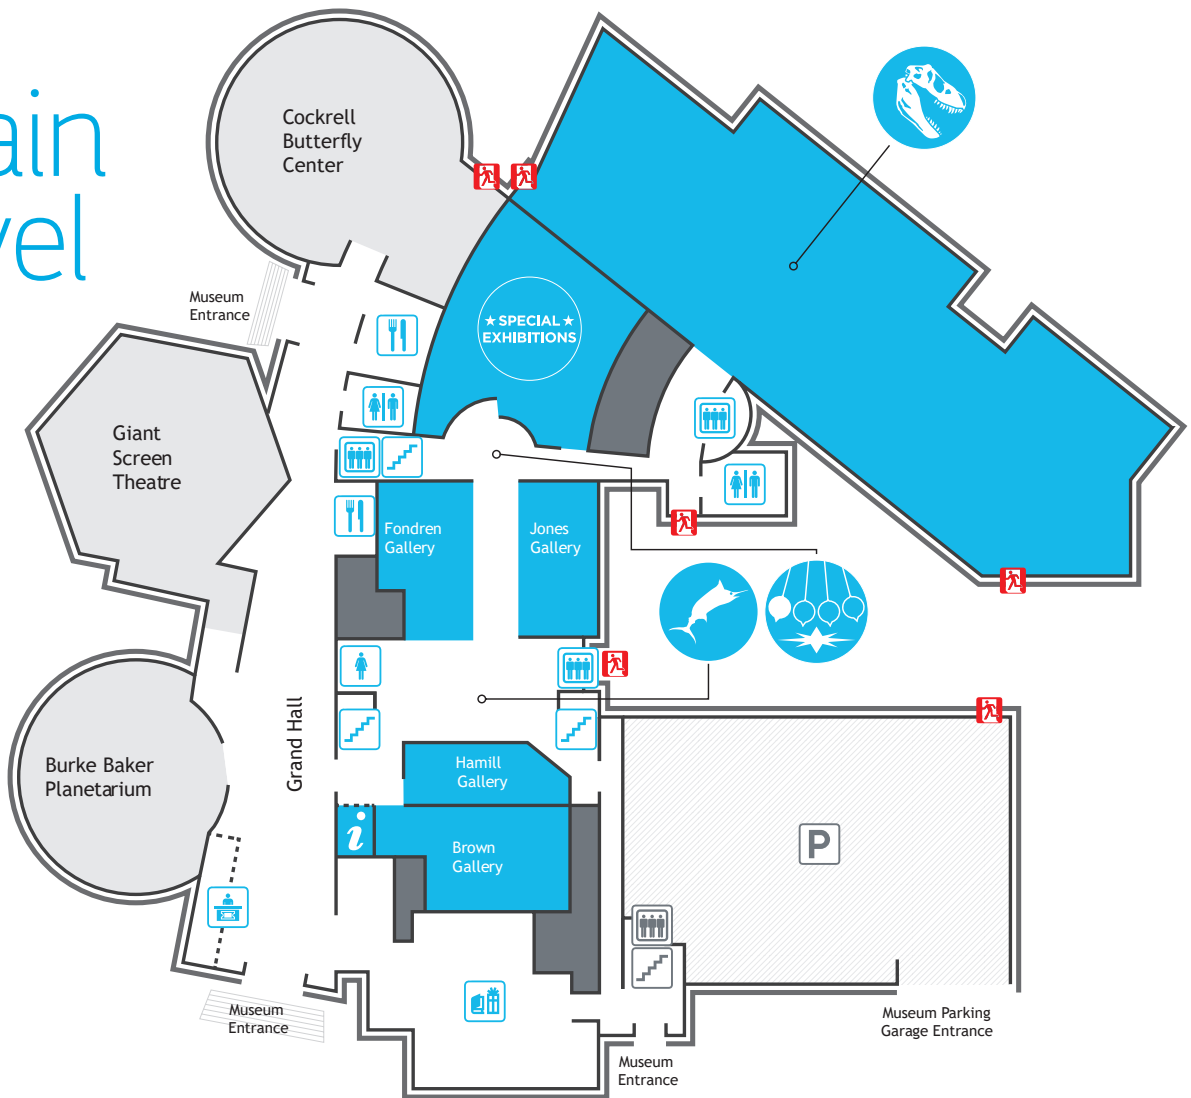 ain
vel
Cockrell
Butterfly
Center
Museum
Entrance
★ SPECIAL ★
EXHIBITIONS
Giant
Screen
Theatre
Fondren
Gallery
Jones
Gallery
Grand Hall
Burke Baker
Planetarium
Hamill
Gallery
i
Brown
Gallery
P
Museum
Entrance
Museum Parking
Garage Entrance
Museum
Entrance